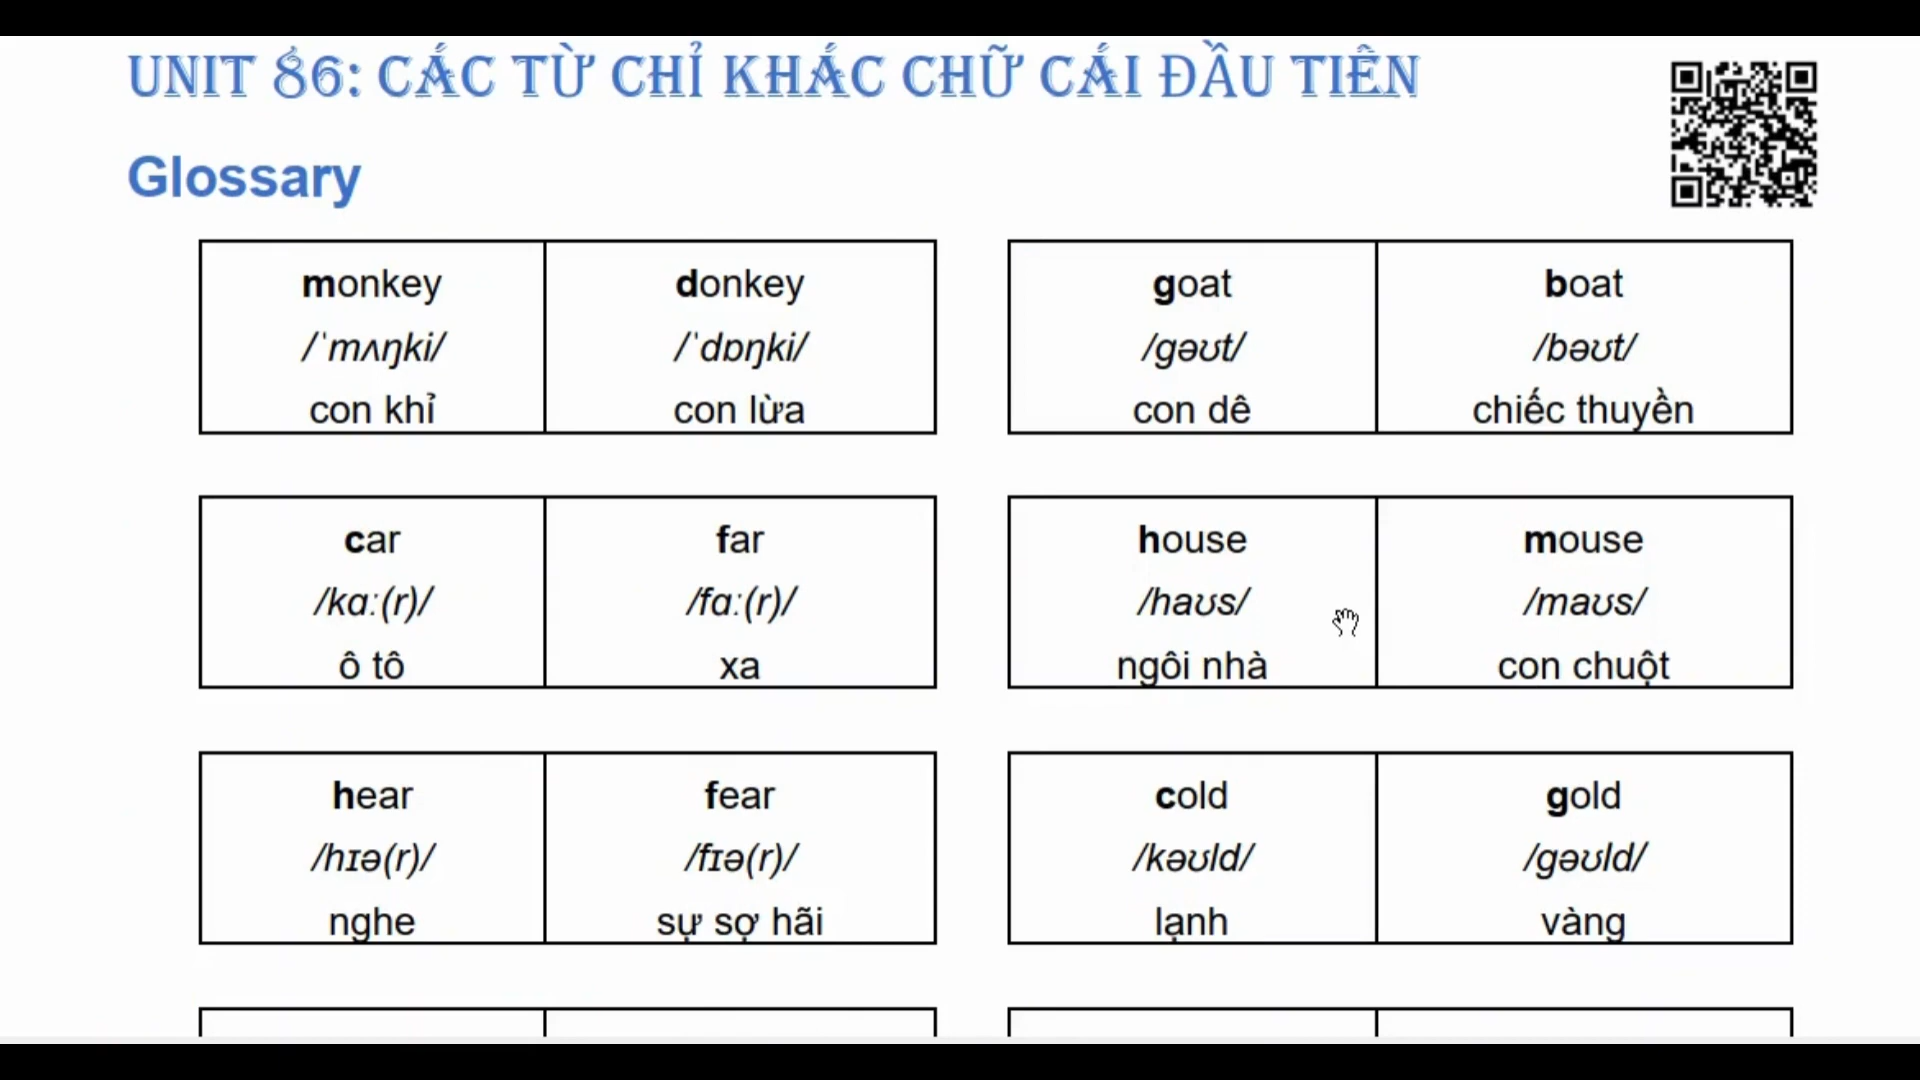 UNIT 86: CÁC TỪ CHỈ KHÁC CHỮ CÁI ĐẦU TIÊN
Glossary
monkey donkey goat boat
/ˈmʌŋki/ /ˈdɒŋki/ /ɡəʊt/ /bəʊt/
con khỉ con lừa con dê chiếc thuyền
car far house mouse
/kɑː(r)/ /fɑː(r)/ /haʊs/ /maʊs/
ô tô xa ngôi nhà con chuột
hear fear cold gold
/hɪə(r)/ /fɪə(r)/ /kəʊld/ /ɡəʊld/
nghe sự sợ hãi lạnh vàng